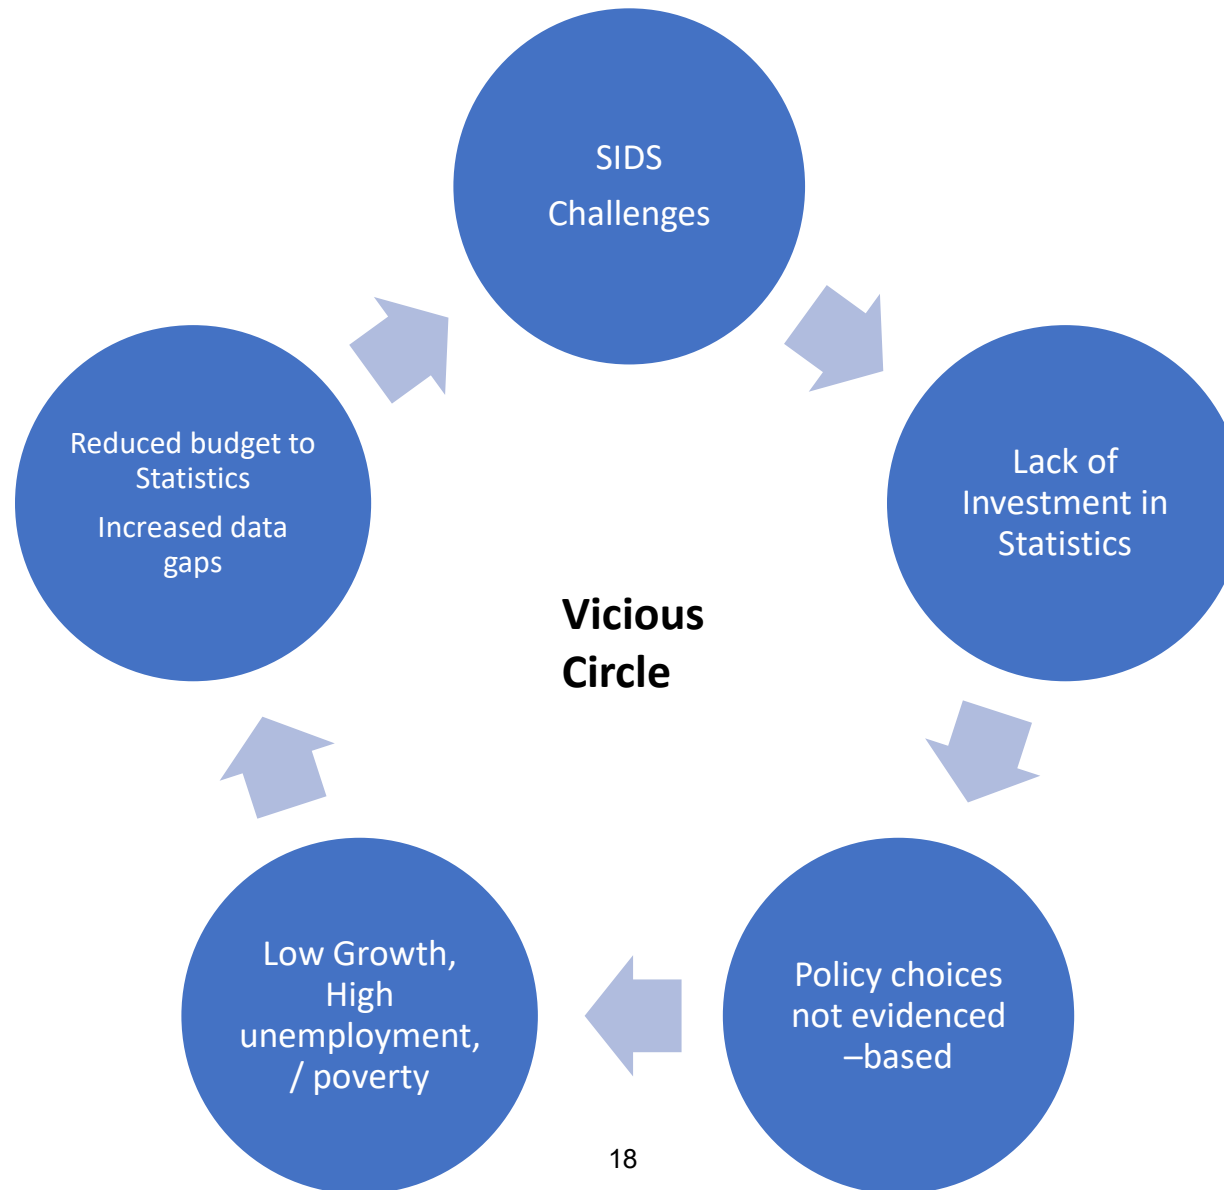 SIDS
Challenges
Lack of
Investment in
Statistics
Policy choices
not evidenced
–based
Low Growth,
High
unemployment,
/ poverty
Reduced budget to
Statistics
Increased data
gaps
Vicious
Circle
18